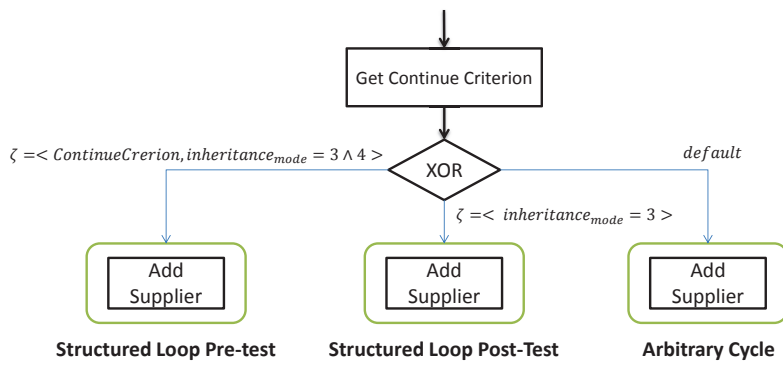 Get Continue Criterion
ζ =< ContinueCrerion, inheritance_mode = 3 ∧ 4 >
XOR
default
ζ =< inheritance_mode = 3 >
Add
Supplier
Add
Supplier
Add
Supplier
Structured Loop Pre-test
Structured Loop Post-Test
Arbitrary Cycle